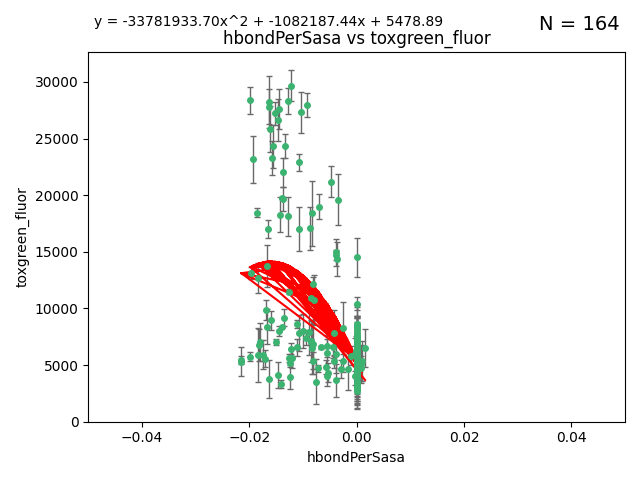 y = -33781933.70x^2 + -1082187.44x + 5478.89
N = 164
hbondPerSasa vs toxgreen_fluor
30000
25000
20000
15000
10000
5000
0
toxgreen_fluor
−0.04 −0.02 0.00 0.02 0.04
hbondPerSasa